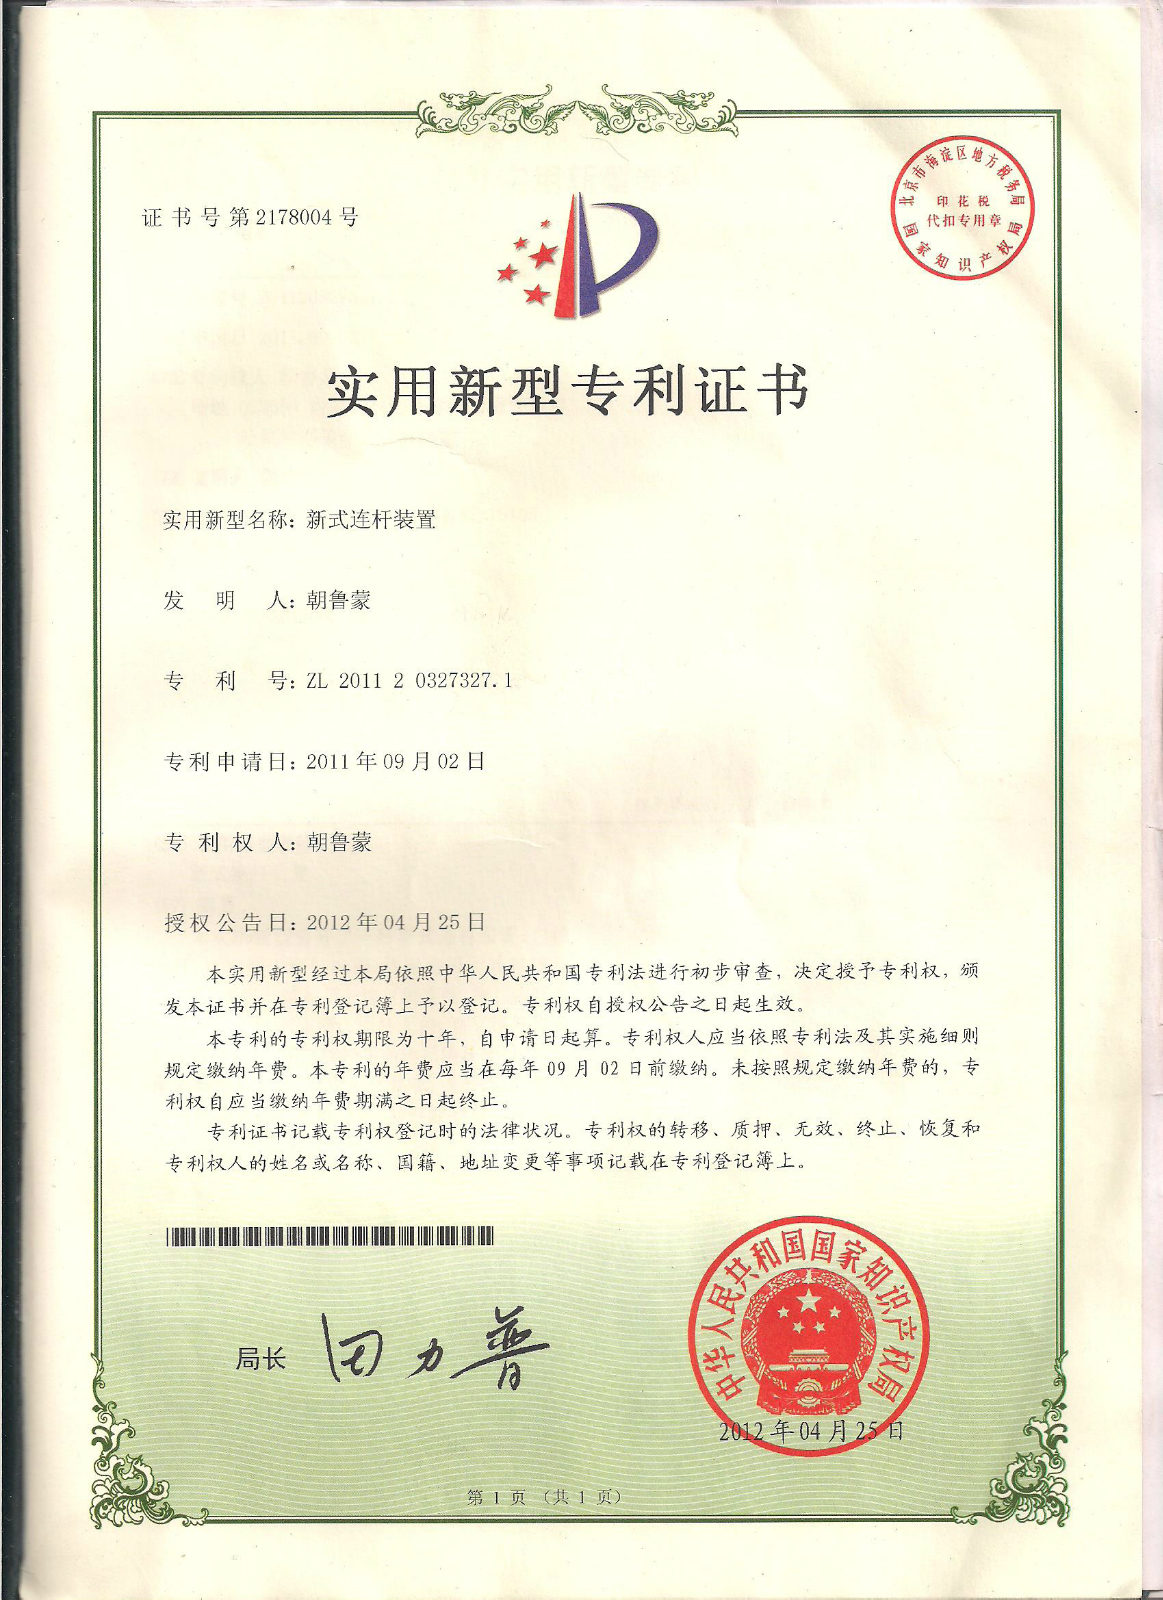 证书号第2178004号
北京市海淀区地方税务局
印花税
代扣专用章
国家知识产权局
实用新型专利证书
实用新型名称：新式连杆装置
发明人：朝鲁蒙
专利号：ZL 2011 2 0327327.1
专利申请日：2011年09月02日
专利权人：朝鲁蒙
授权公告日：2012年04月25日
本实用新型经过本局依照中华人民共和国专利法进行初步审查，决定授予专利权，颁
发本证书并在专利登记簿上予以登记。专利权自授权公告之日起生效。
本专利的专利权期限为十年，自申请日起算。专利权人应当依照专利法及其实施细则
规定缴纳年费。本专利的年费应当在每年09月02日前缴纳。未按照规定缴纳年费的，专
利权自应当缴纳年费期满之日起终止。
专利证书记载专利权登记时的法律状况。专利权的转移、质押、无效、终止、恢复和
专利权人的姓名或名称、国籍、地址变更等事项记载在专利登记簿上。
中华人民共和国国家知识产权局
局长 田力普
2012年04月25日
第1页（共1页）